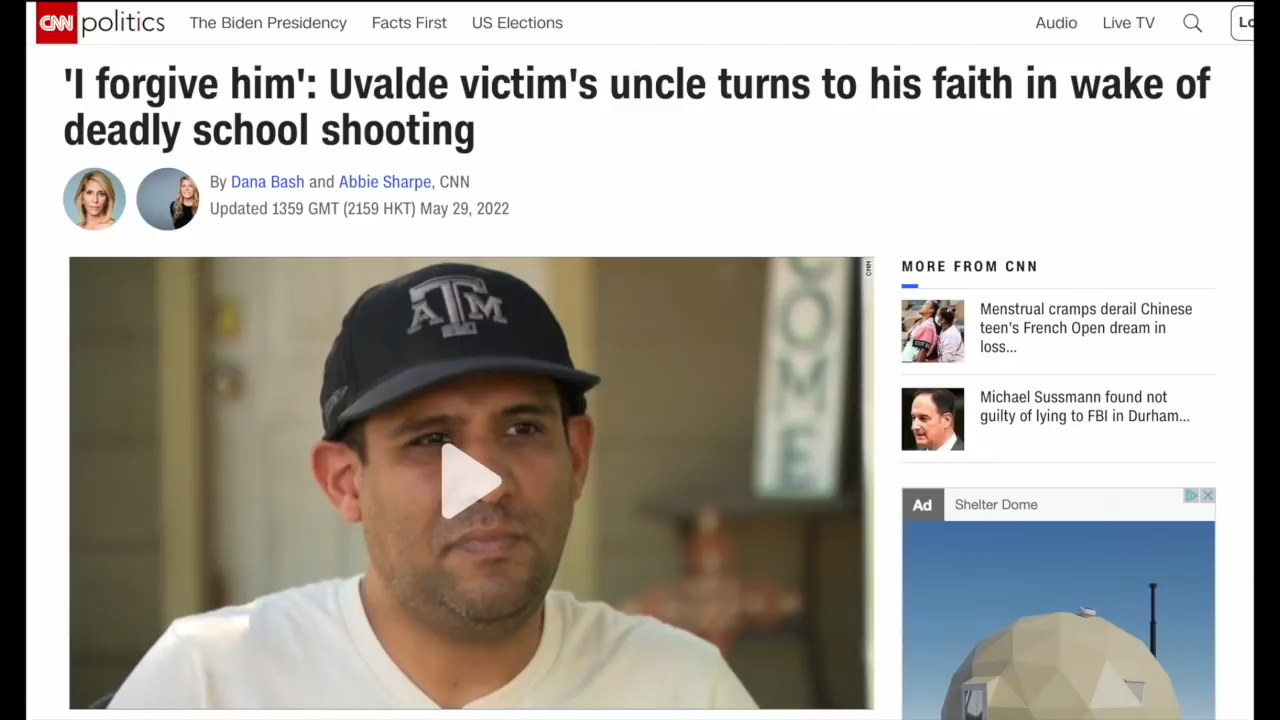 CNN politics The Biden Presidency Facts First US Elections Audio Live TV Lo
'I forgive him': Uvalde victim's uncle turns to his faith in wake of
deadly school shooting
By Dana Bash and Abbie Sharpe, CNN
Updated 1359 GMT (2159 HKT) May 29, 2022
CNN
ATM
COME
MORE FROM CNN
Menstrual cramps derail Chinese
teen's French Open dream in
loss...
Michael Sussmann found not
guilty of lying to FBI in Durham...
Ad Shelter Dome